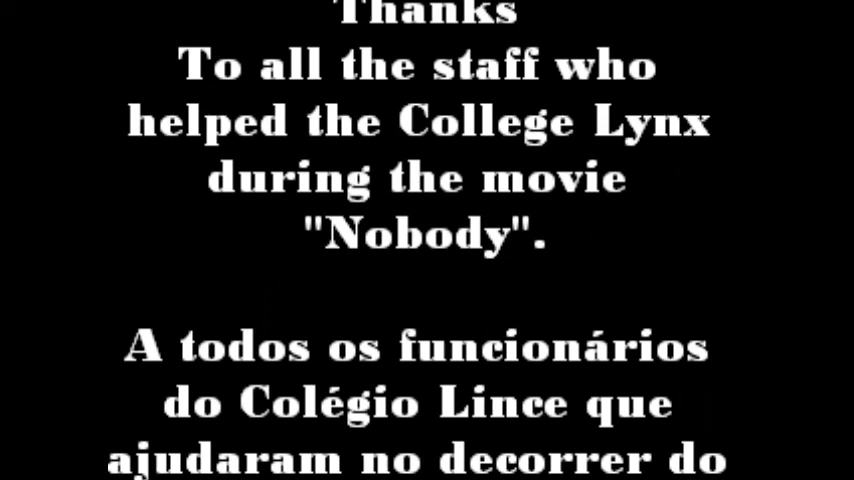 Thanks
To all the staff who
helped the College Lynx
during the movie
"Nobody".
A todos os funcionários
do Colégio Lince que
ajudaram no decorrer do